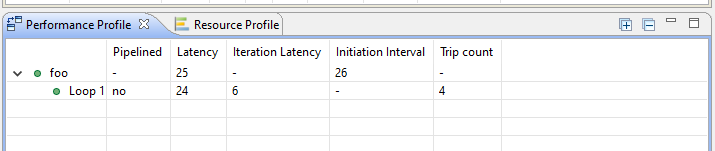 Performance Profile Resource Profile
Pipelined Latency Iteration Latency Initiation Interval Trip count
foo - 25 - 26 -
Loop 1 no 24 6 - 4